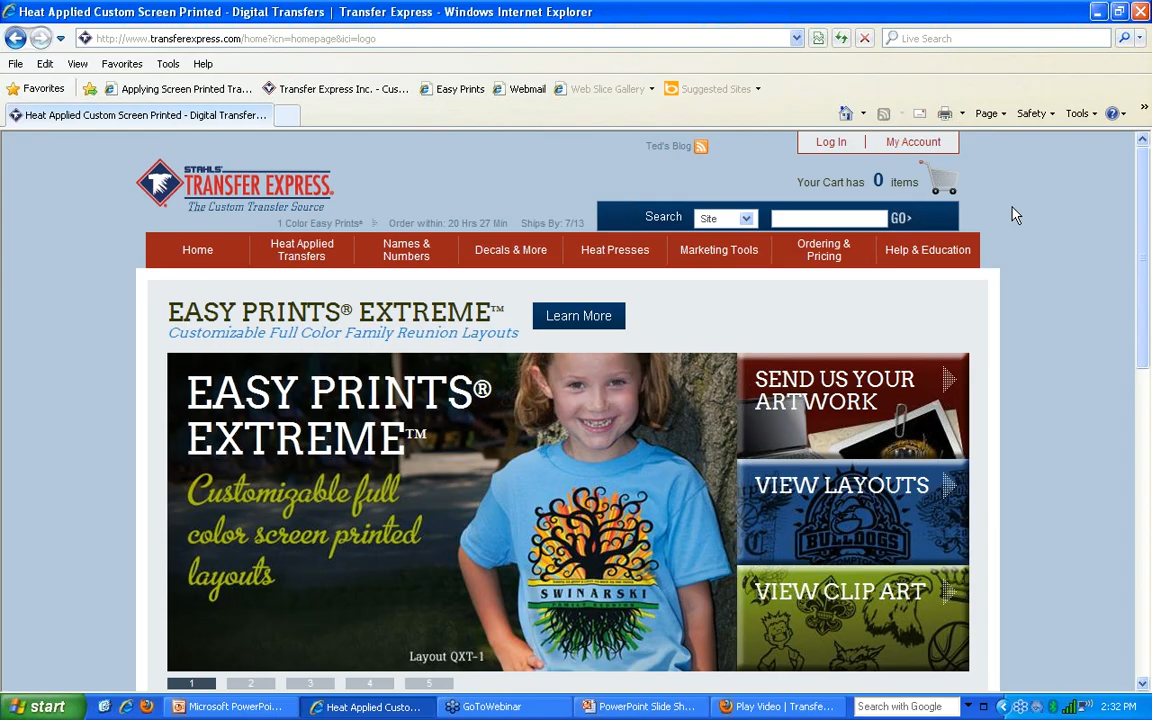 Heat Applied Custom Screen Printed - Digital Transfers | Transfer Express - Windows Internet Explorer
http://www.transferexpress.com/home?icn=homepage&ici=logo
Live Search
File Edit View Favorites Tools Help
Favorites Applying Screen Printed Tra... Transfer Express Inc. - Cus... Easy Prints Webmail Web Slice Gallery Suggested Sites
Heat Applied Custom Screen Printed - Digital Transfer...
Page Safety Tools
Ted's Blog
Log In My Account
STAHLS'
TRANSFER EXPRESS.
The Custom Transfer Source
Your Cart has 0 items
1 Color Easy Prints® Order within: 20 Hrs 27 Min Ships By: 7/13
Search Site GO>
Home
Heat Applied Transfers
Names & Numbers
Decals & More
Heat Presses
Marketing Tools
Ordering & Pricing
Help & Education
EASY PRINTS® EXTREME™
Learn More
Customizable Full Color Family Reunion Layouts
EASY PRINTS®
EXTREME™
Customizable full
color screen printed
layouts
SWINARSKI
FAMILY REUNION
Layout QXT-1
SEND US YOUR
ARTWORK
VIEW LAYOUTS
BULLDOGS
VIEW CLIP ART
1 2 3 4 5
start Microsoft PowerPoi... Heat Applied Custo... GoToWebinar PowerPoint Slide Sh... Play Video | Transfe... Search with Google 2:32 PM